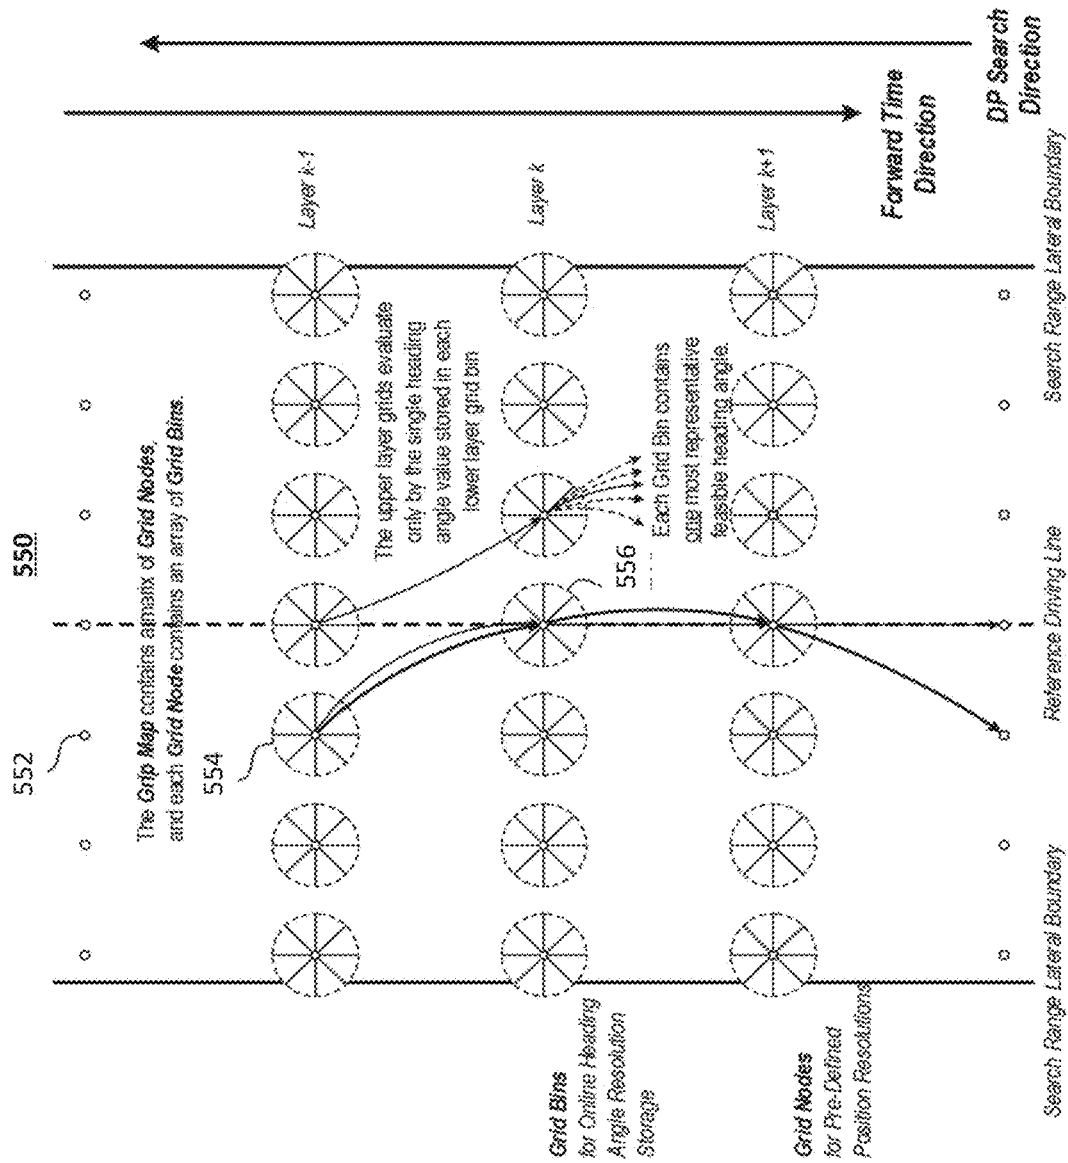 550
552
The Grip Map contains a matrix of Grid Nodes,
and each Grid Node contains an array of Grid Bins.
554
The upper layer grids evaluate
only by the single heading
angle value stored in each
lower layer grid bin
556
Each Grid Bin contains
one most representative
feasible heading angle.
Layer k-1
Layer k
Layer k+1
Forward Time
Direction
DP Search
Direction
Grid Bins
for Online Heading
Angle Resolution
Storage
Grid Nodes
for Pre-Defined
Position Resolutions
Search Range Lateral Boundary
Reference Driving Line
Search Range Lateral Boundary